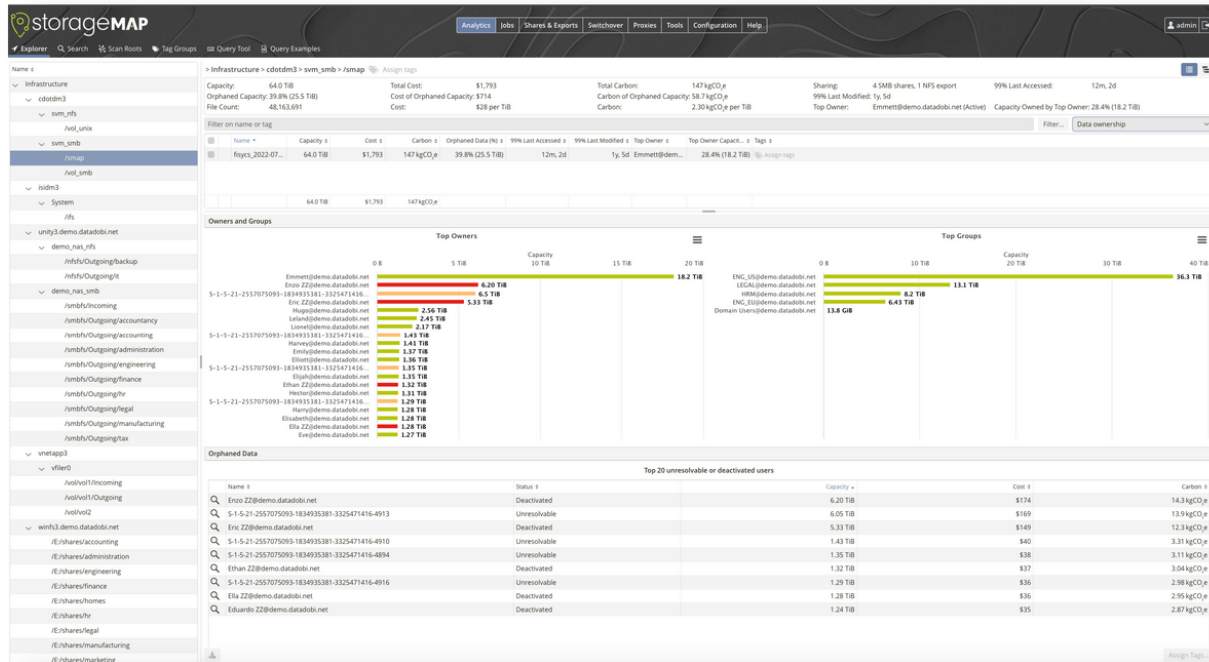 storageMAP
Analytics Jobs Shares & Exports Switchover Proxies Tools Configuration Help
admin
Explorer Search Scan Roots Tag Groups Query Tool Query Examples
Name
Infrastructure
cdotdm3
svm_nfs
/vol_unix
svm_smb
/smap
/vol_smb
isidm3
System
/ifs
unity3.demo.datadobi.net
demo_nas_nfs
/nfsfs/Outgoing/backup
/nfsfs/Outgoing/it
demo_nas_smb
/smbfs/Incoming
/smbfs/Outgoing/accountancy
/smbfs/Outgoing/accounting
/smbfs/Outgoing/administration
/smbfs/Outgoing/engineering
/smbfs/Outgoing/finance
/smbfs/Outgoing/hr
/smbfs/Outgoing/legal
/smbfs/Outgoing/manufacturing
/smbfs/Outgoing/tax
vnetapp3
vfiler0
/vol/vol1/Incoming
/vol/vol1/Outgoing
/vol/vol2
winfs3.demo.datadobi.net
/E:/shares/accounting
/E:/shares/administration
/E:/shares/engineering
/E:/shares/finance
/E:/shares/homes
/E:/shares/hr
/E:/shares/legal
/E:/shares/manufacturing
/E:/shares/marketing
> Infrastructure > cdotdm3 > svm_smb > /smap Assign tags
Capacity: 64.0 TiB Total Cost: $1,793 Total Carbon: 147 kgCO₂e Sharing: 4 SMB shares, 1 NFS export 99% Last Accessed: 12m, 2d
Orphaned Capacity: 39.8% (25.5 TiB) Cost of Orphaned Capacity: $714 Carbon of Orphaned Capacity: 58.7 kgCO₂e 99% Last Modified: 1y, 5d
File Count: 48,163,691 Cost: $28 per TiB Carbon: 2.30 kgCO₂e per TiB Top Owner: Emmett@demo.datadobi.net (Active) Capacity Owned by Top Owner: 28.4% (18.2 TiB)
Filter on name or tag Filter... Data ownership
Name Capacity Cost Carbon Orphaned Data (%) 99% Last Accessed 99% Last Modified Top Owner Top Owner Capacit... Tags
fisycs_2022-07... 64.0 TiB $1,793 147 kgCO₂e 39.8% (25.5 TiB) 12m, 2d 1y, 5d Emmett@dem... 28.4% (18.2 TiB) Assign tags
64.0 TiB $1,793 147 kgCO₂e
Owners and Groups
Top Owners
Capacity
0 B 5 TiB 10 TiB 15 TiB 20 TiB
Emmett@demo.datadobi.net 18.2 TiB
Enzo ZZ@demo.datadobi.net 6.20 TiB
S-1-5-21-2557075093-1834935381-3325471416... 6.5 TiB
Eric ZZ@demo.datadobi.net 5.33 TiB
Hugo@demo.datadobi.net 2.56 TiB
Leland@demo.datadobi.net 2.45 TiB
Lionel@demo.datadobi.net 2.17 TiB
S-1-5-21-2557075093-1834935381-3325471416... 1.43 TiB
Harvey@demo.datadobi.net 1.41 TiB
Emily@demo.datadobi.net 1.37 TiB
Elliott@demo.datadobi.net 1.36 TiB
S-1-5-21-2557075093-1834935381-3325471416... 1.35 TiB
Elijah@demo.datadobi.net 1.35 TiB
Ethan ZZ@demo.datadobi.net 1.32 TiB
Hector@demo.datadobi.net 1.31 TiB
S-1-5-21-2557075093-1834935381-3325471416... 1.29 TiB
Harry@demo.datadobi.net 1.28 TiB
Elisabeth@demo.datadobi.net 1.28 TiB
Ella ZZ@demo.datadobi.net 1.28 TiB
Eve@demo.datadobi.net 1.27 TiB
Top Groups
Capacity
0 B 10 TiB 20 TiB 30 TiB 40 TiB
ENG_US@demo.datadobi.net 36.3 TiB
LEGAL@demo.datadobi.net 13.1 TiB
HRM@demo.datadobi.net 8.2 TiB
ENG_EU@demo.datadobi.net 6.43 TiB
Domain Users@demo.datadobi.net 13.8 GiB
Orphaned Data
Top 20 unresolvable or deactivated users
Name Status Capacity Cost Carbon
Enzo ZZ@demo.datadobi.net Deactivated 6.20 TiB $174 14.3 kgCO₂e
S-1-5-21-2557075093-1834935381-3325471416-4913 Unresolvable 6.05 TiB $169 13.9 kgCO₂e
Eric ZZ@demo.datadobi.net Deactivated 5.33 TiB $149 12.3 kgCO₂e
S-1-5-21-2557075093-1834935381-3325471416-4910 Unresolvable 1.43 TiB $40 3.31 kgCO₂e
S-1-5-21-2557075093-1834935381-3325471416-4894 Unresolvable 1.35 TiB $38 3.11 kgCO₂e
Ethan ZZ@demo.datadobi.net Deactivated 1.32 TiB $37 3.04 kgCO₂e
S-1-5-21-2557075093-1834935381-3325471416-4916 Unresolvable 1.29 TiB $36 2.98 kgCO₂e
Ella ZZ@demo.datadobi.net Deactivated 1.28 TiB $36 2.95 kgCO₂e
Eduardo ZZ@demo.datadobi.net Deactivated 1.24 TiB $35 2.87 kgCO₂e
Assign Tags...